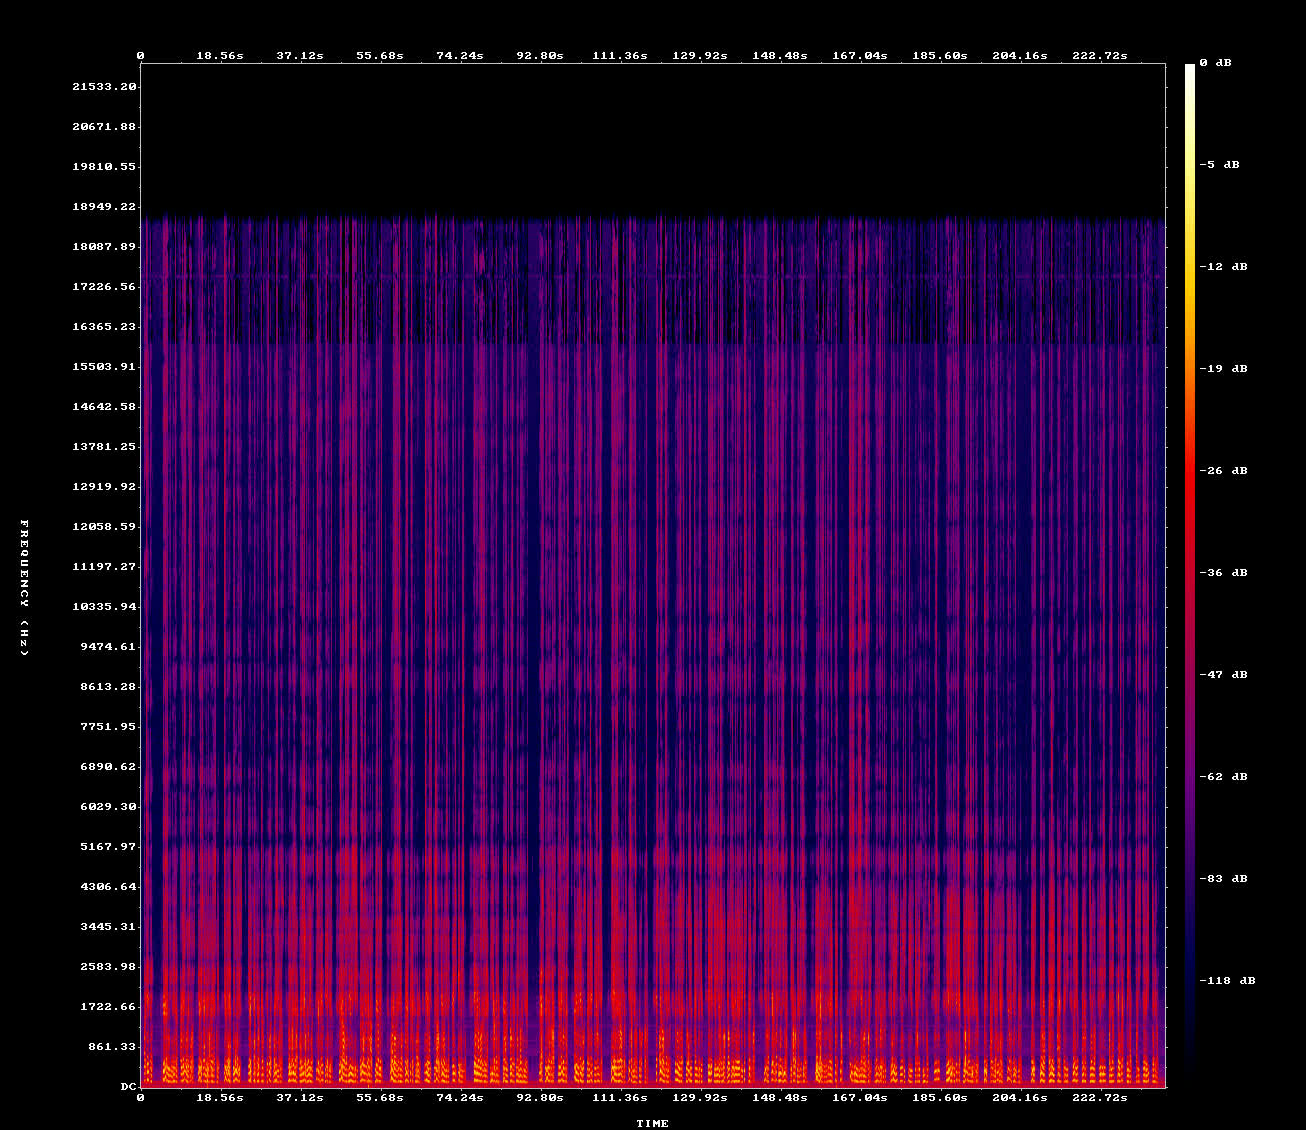 0 18.56s 37.12s 55.68s 74.24s 92.80s 111.36s 129.92s 148.48s 167.04s 185.60s 204.16s 222.72s
0 dB
21533.20
20671.88
19810.55
-5 dB
18949.22
18087.89
-12 dB
17226.56
16365.23
15503.91
-19 dB
14642.58
13781.25
-26 dB
12919.92
12058.59
11197.27
-36 dB
10335.94
9474.61
8613.28
-47 dB
7751.95
6890.62
-62 dB
6029.30
5167.97
4306.64
-83 dB
3445.31
2583.98
-118 dB
1722.66
861.33
DC
FREQUENCY (Hz)
0 18.56s 37.12s 55.68s 74.24s 92.80s 111.36s 129.92s 148.48s 167.04s 185.60s 204.16s 222.72s
TIME